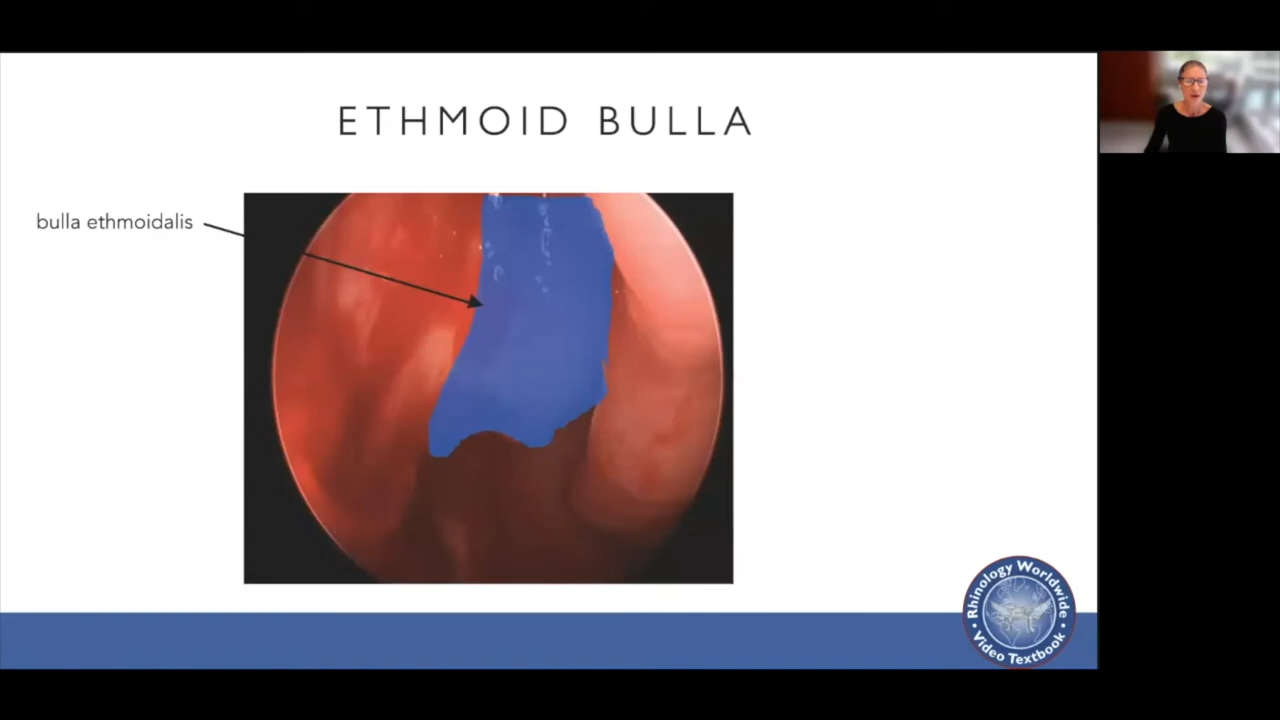 ETHMOID BULLA
bulla ethmoidalis
Rhinology Worldwide
Video Textbook